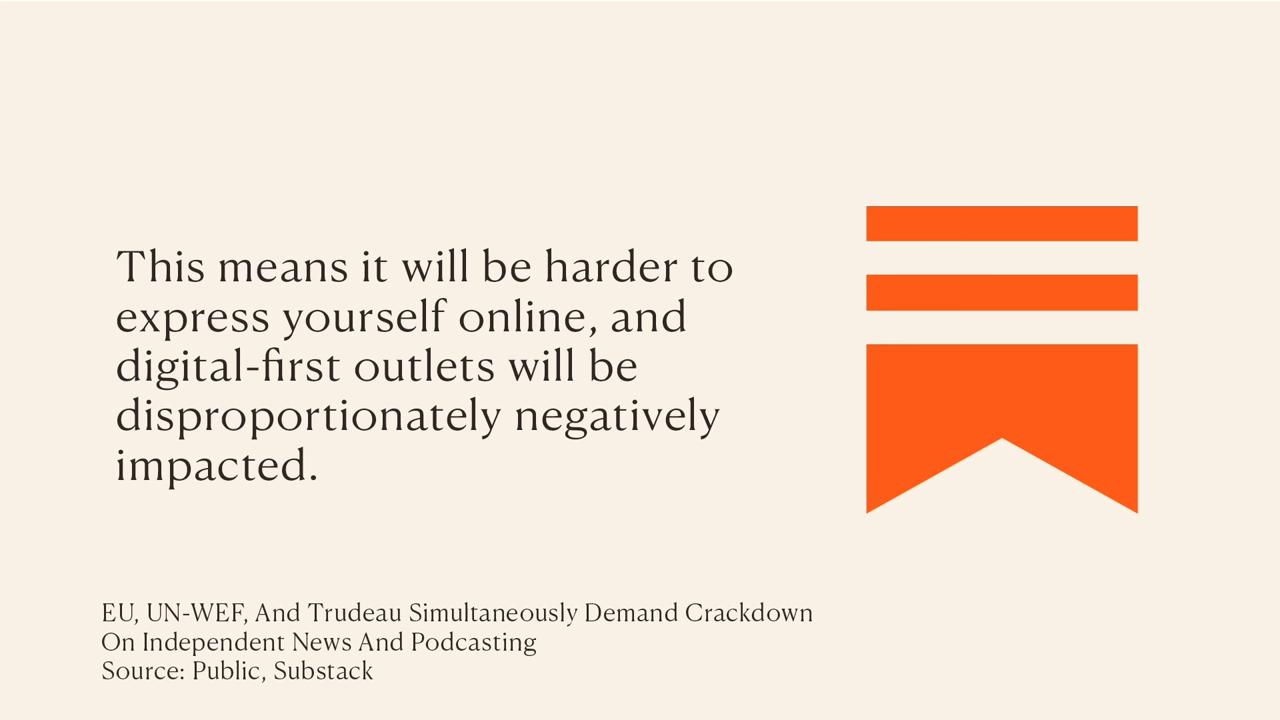 This means it will be harder to
express yourself online, and
digital-first outlets will be
disproportionately negatively
impacted.
EU, UN-WEF, And Trudeau Simultaneously Demand Crackdown
On Independent News And Podcasting
Source: Public, Substack